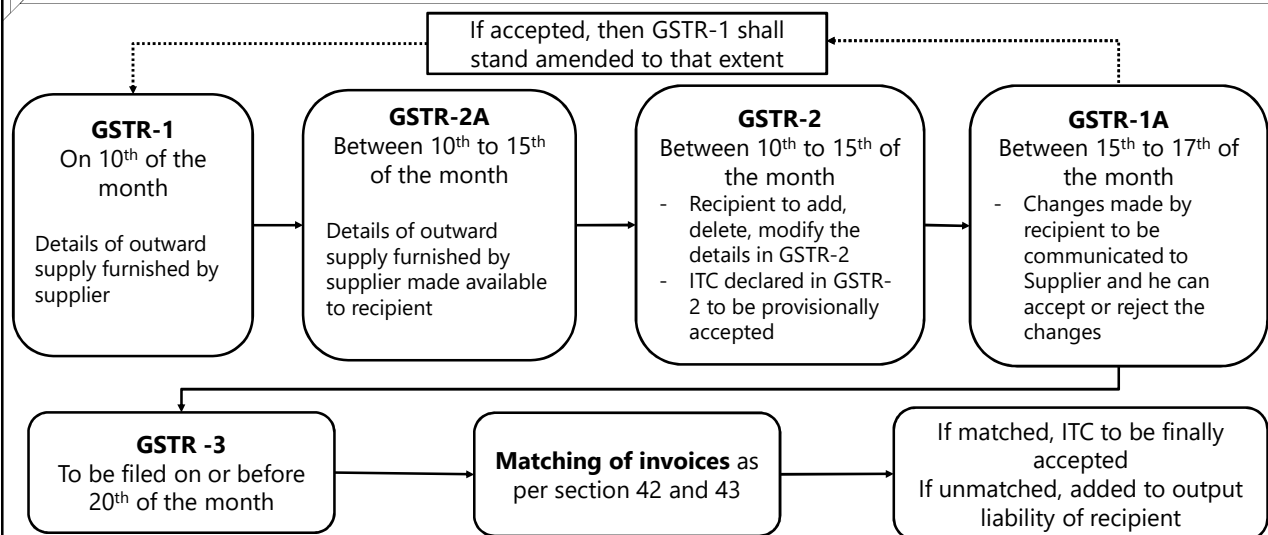 If accepted, then GSTR-1 shall
stand amended to that extent
GSTR-1
On 10th of the
month
Details of outward
supply furnished by
supplier
GSTR-2A
Between 10th to 15th
of the month
Details of outward
supply furnished by
supplier made available
to recipient
GSTR-2
Between 10th to 15th of
the month
- Recipient to add,
delete, modify the
details in GSTR-2
- ITC declared in GSTR-
2 to be provisionally
accepted
GSTR-1A
Between 15th to 17th of
the month
- Changes made by
recipient to be
communicated to
Supplier and he can
accept or reject the
changes
GSTR -3
To be filed on or before
20th of the month
Matching of invoices as
per section 42 and 43
If matched, ITC to be finally
accepted
If unmatched, added to output
liability of recipient